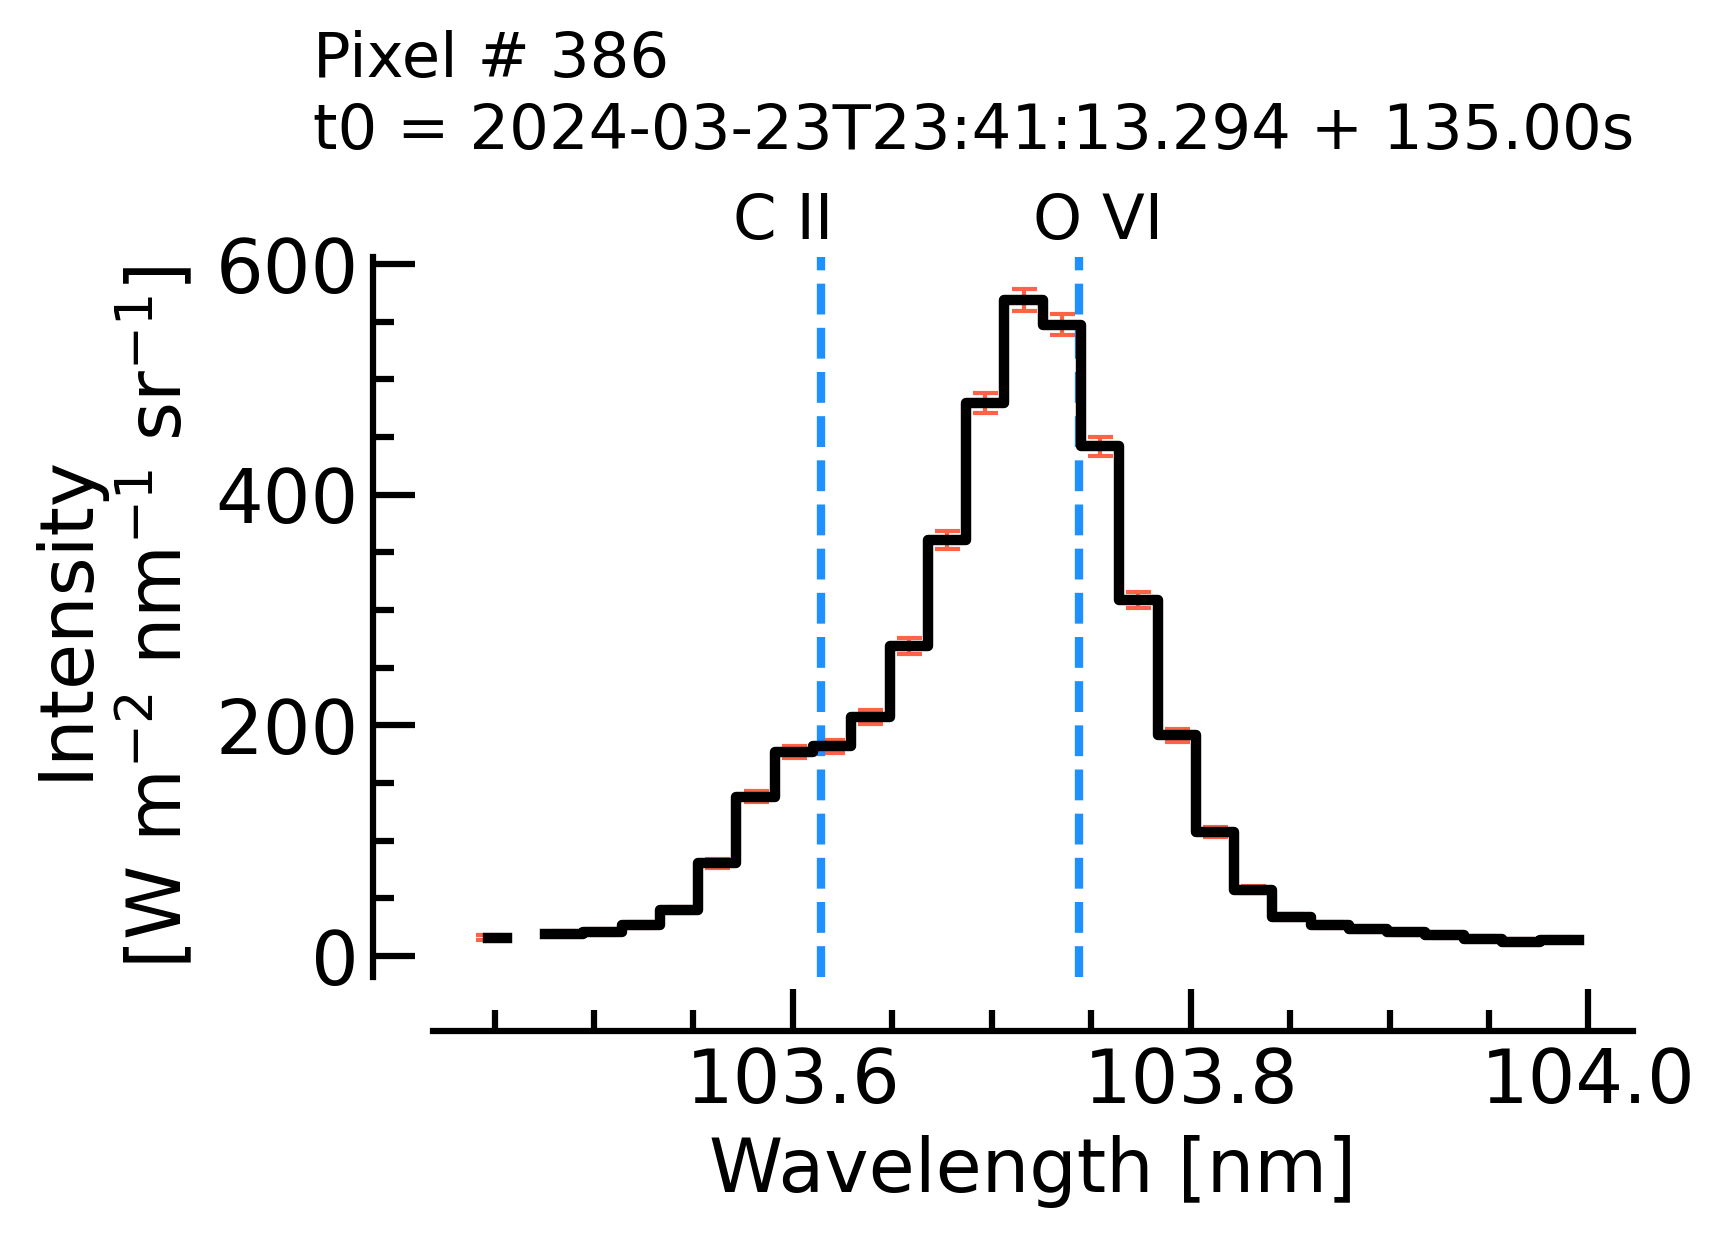 Pixel # 386
t0 = 2024-03-23T23:41:13.294 + 135.00s
C II O VI
Intensity
[W m⁻² nm⁻¹ sr⁻¹]
600
400
200
0
103.6 103.8 104.0
Wavelength [nm]